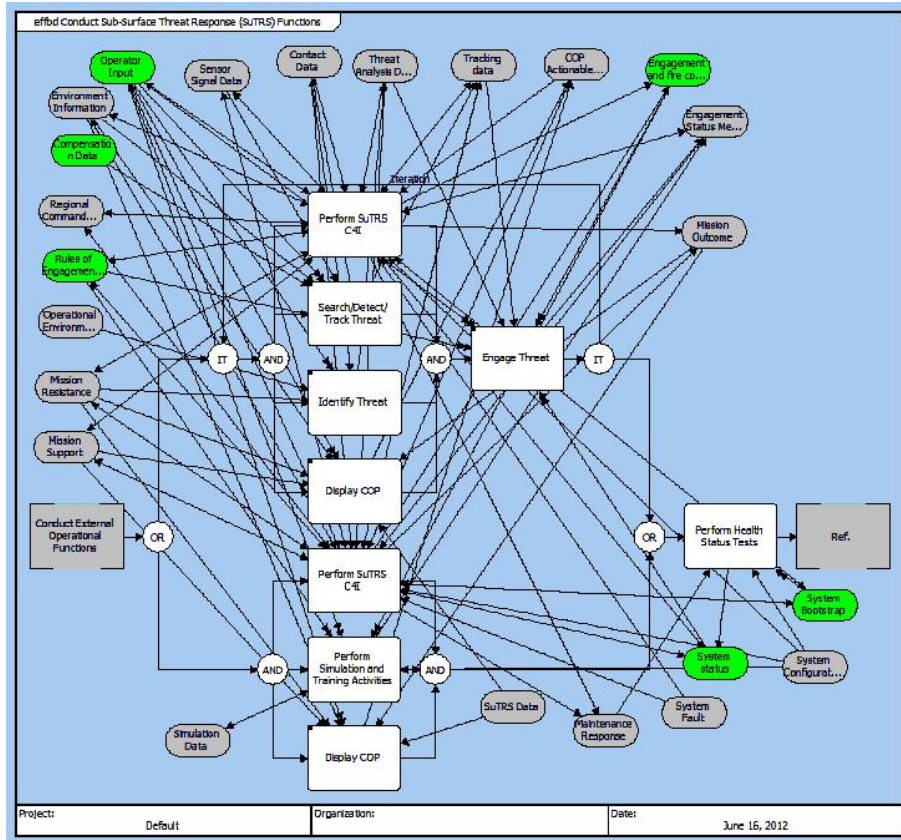 effbd Conduct Sub-Surface Threat Response (SuTRS) Functions
Operator
Input
Sensor
Signal Data
Contact
Data
Threat
Analysis D...
Tracking
data
COP
Actionable...
Engagement
and fire co...
Environment
Information
Engagement
Status Me...
Compensatio
n Data
Iteration
Regional
Command...
Perform SuTRS
C4I
Mission
Outcome
Rules of
Engagemen...
Search/Detect/
Track Threat
Operational
Environm...
IT
AND
AND
Engage Threat
IT
Mission
Resistance
Identify Threat
Mission
Support
Display COP
Conduct External
Operational
Functions
OR
OR
Perform Health
Status Tests
Ref.
Perform SuTRS
C4I
System
Bootstrap
AND
Perform
Simulation and
Training Activities
AND
System
status
System
Configurat...
SuTRS Data
System
Fault
Maintenance
Response
Simulation
Data
Display COP
Project:
Default
Organization:
Date:
June 16, 2012